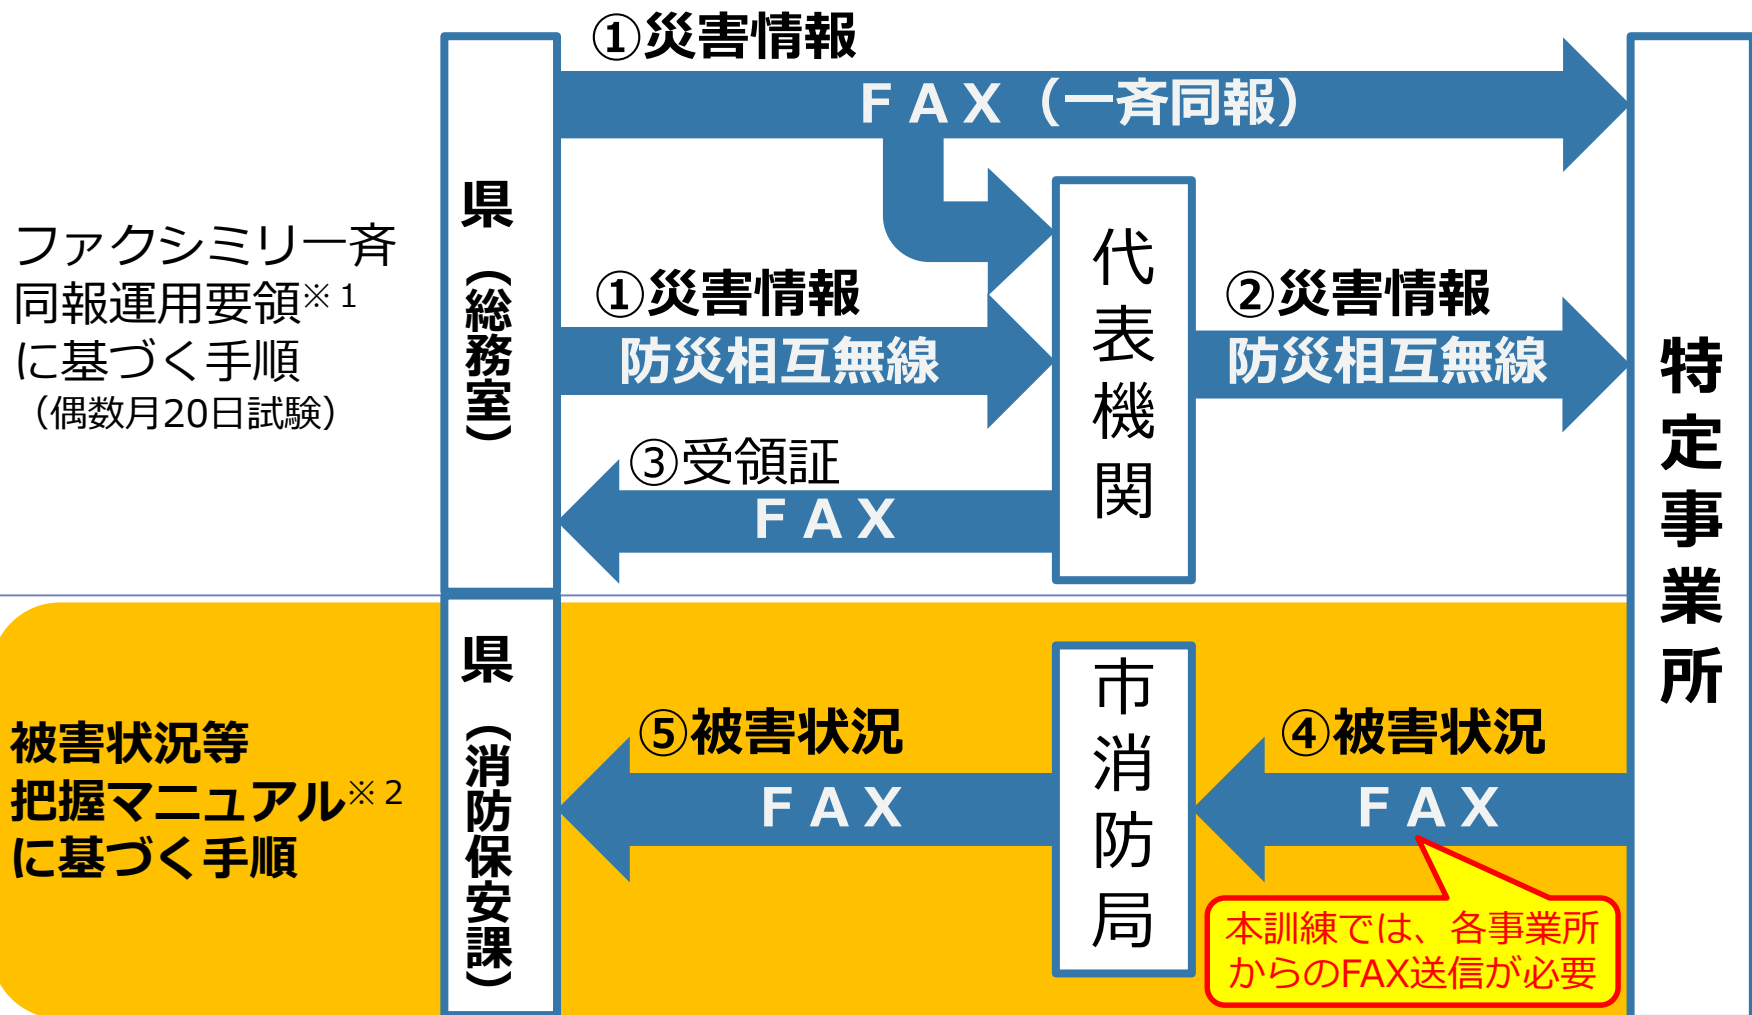 ①災害情報
ＦＡＸ（一斉同報）
ファクシミリ一斉
同報運用要領※１
に基づく手順
（偶数月20日試験）
県（総務室）
①災害情報
防災相互無線
代表機関
②災害情報
防災相互無線
③受領証
ＦＡＸ
特定事業所
被害状況等
把握マニュアル※２
に基づく手順
県（消防保安課）
⑤被害状況
ＦＡＸ
市消防局
④被害状況
ＦＡＸ
本訓練では、各事業所
からのFAX送信が必要